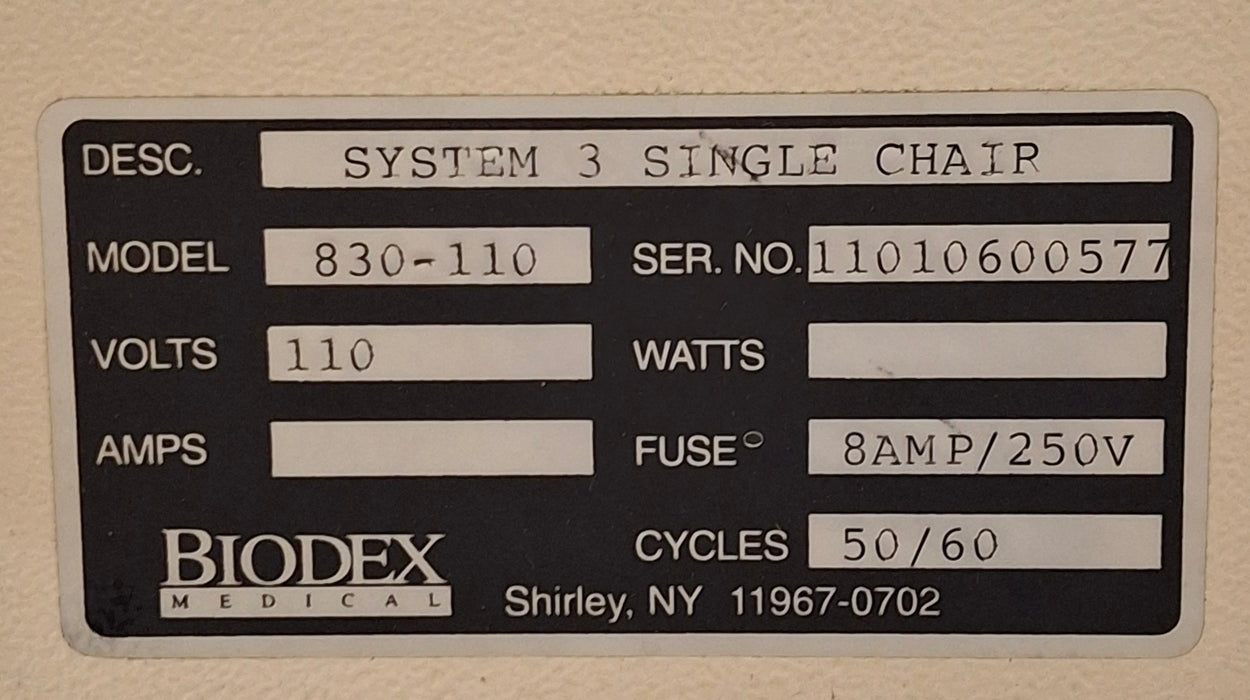 DESC. SYSTEM 3 SINGLE CHAIR
MODEL 830-110 SER. NO. 11010600577
VOLTS 110 WATTS
AMPS FUSE 8AMP/250V
CYCLES 50/60
BIODEX
MEDICAL
Shirley, NY 11967-0702